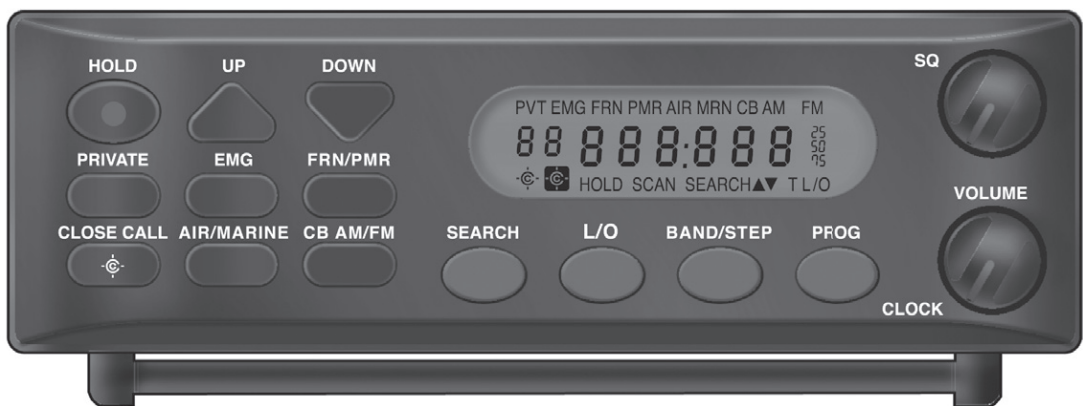 HOLD UP DOWN
SQ
PRIVATE EMG FRN/PMR
PVT EMG FRN PMR AIR MRN CB AM FM
88 888:888 25 50 75
HOLD SCAN SEARCH▲▼ T L/O
CLOSE CALL AIR/MARINE CB AM/FM
SEARCH L/O BAND/STEP PROG
VOLUME
CLOCK